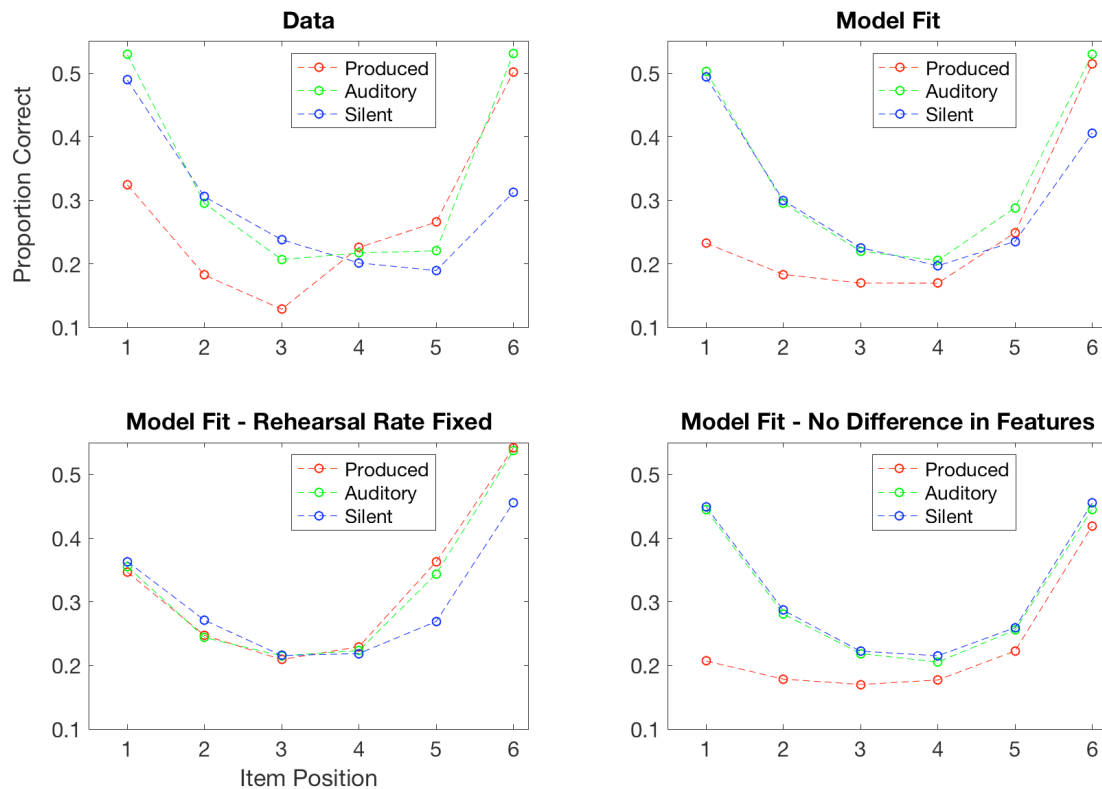 Data
Proportion Correct
0.5
0.4
0.3
0.2
0.1
1 2 3 4 5 6
Produced
Auditory
Silent
Model Fit
0.5
0.4
0.3
0.2
0.1
1 2 3 4 5 6
Produced
Auditory
Silent
Model Fit - Rehearsal Rate Fixed
0.5
0.4
0.3
0.2
0.1
1 2 3 4 5 6
Item Position
Produced
Auditory
Silent
Model Fit - No Difference in Features
0.5
0.4
0.3
0.2
0.1
1 2 3 4 5 6
Produced
Auditory
Silent